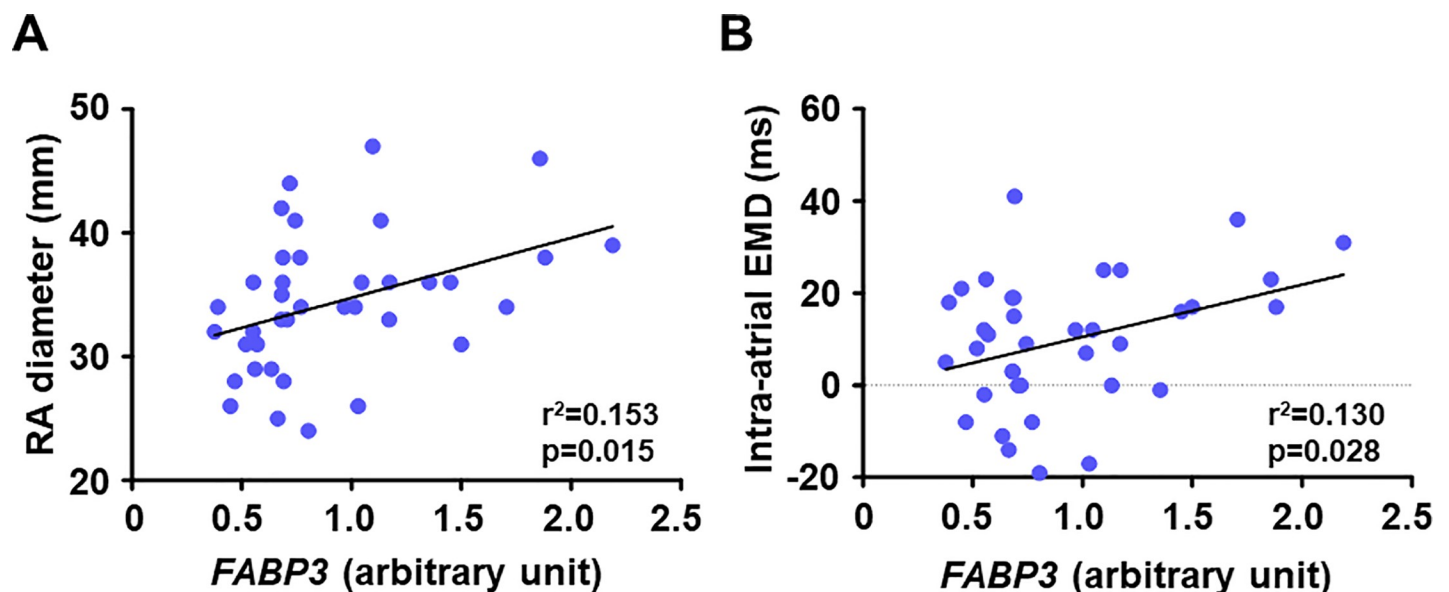 A
RA diameter (mm)
50
40
30
20
0 0.5 1.0 1.5 2.0 2.5
r²=0.153
p=0.015
FABP3 (arbitrary unit)
B
Intra-atrial EMD (ms)
60
40
20
0
-20
0 0.5 1.0 1.5 2.0 2.5
r²=0.130
p=0.028
FABP3 (arbitrary unit)